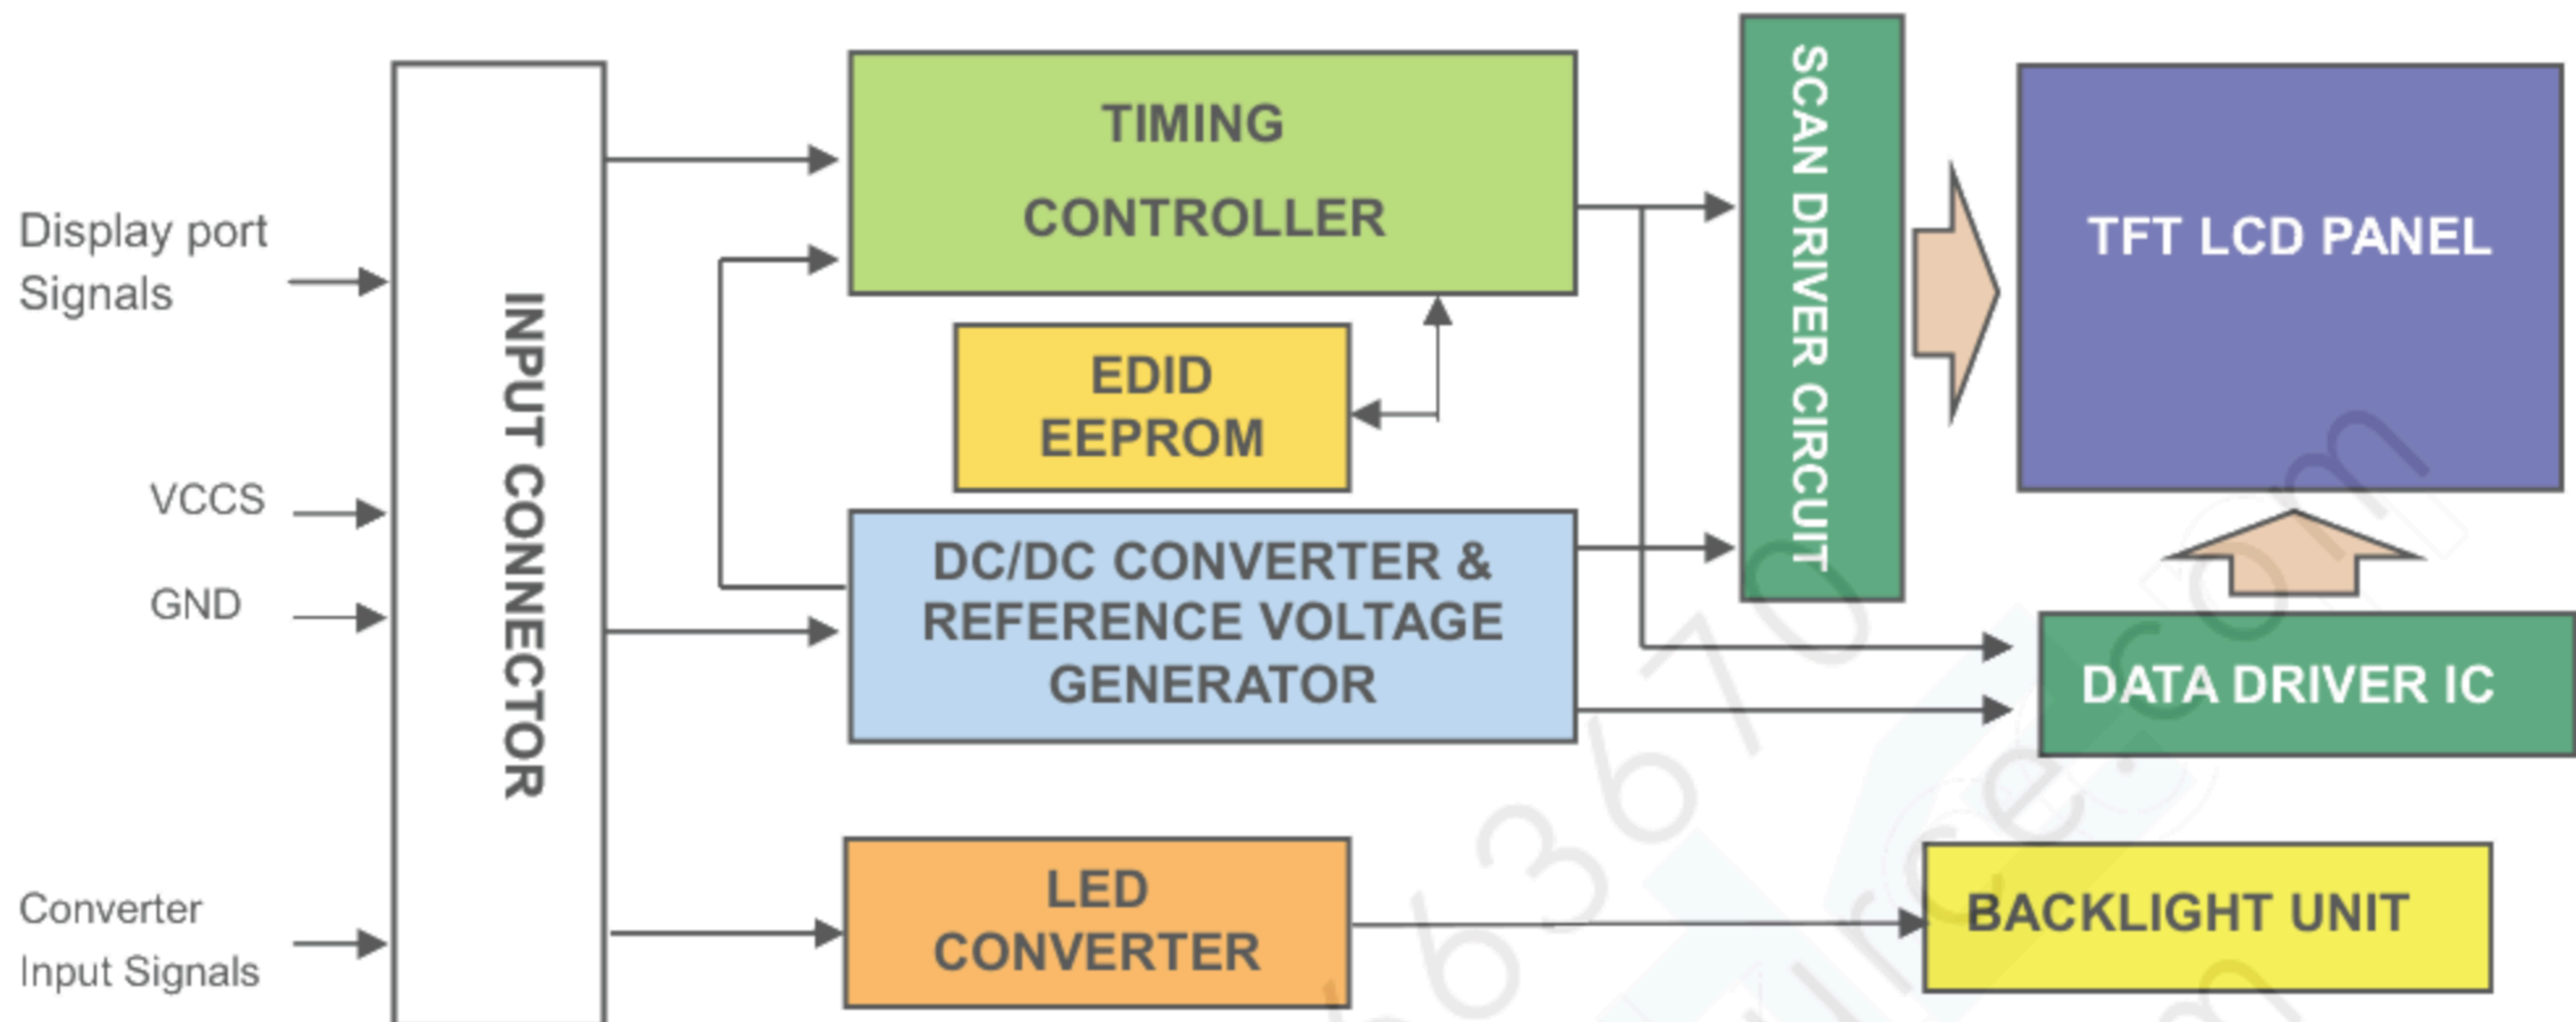 Display port
Signals
VCCS
GND
Converter
Input Signals
INPUT CONNECTOR
TIMING
CONTROLLER
EDID
EEPROM
DC/DC CONVERTER &
REFERENCE VOLTAGE
GENERATOR
LED
CONVERTER
SCAN DRIVER CIRCUIT
TFT LCD PANEL
DATA DRIVER IC
BACKLIGHT UNIT